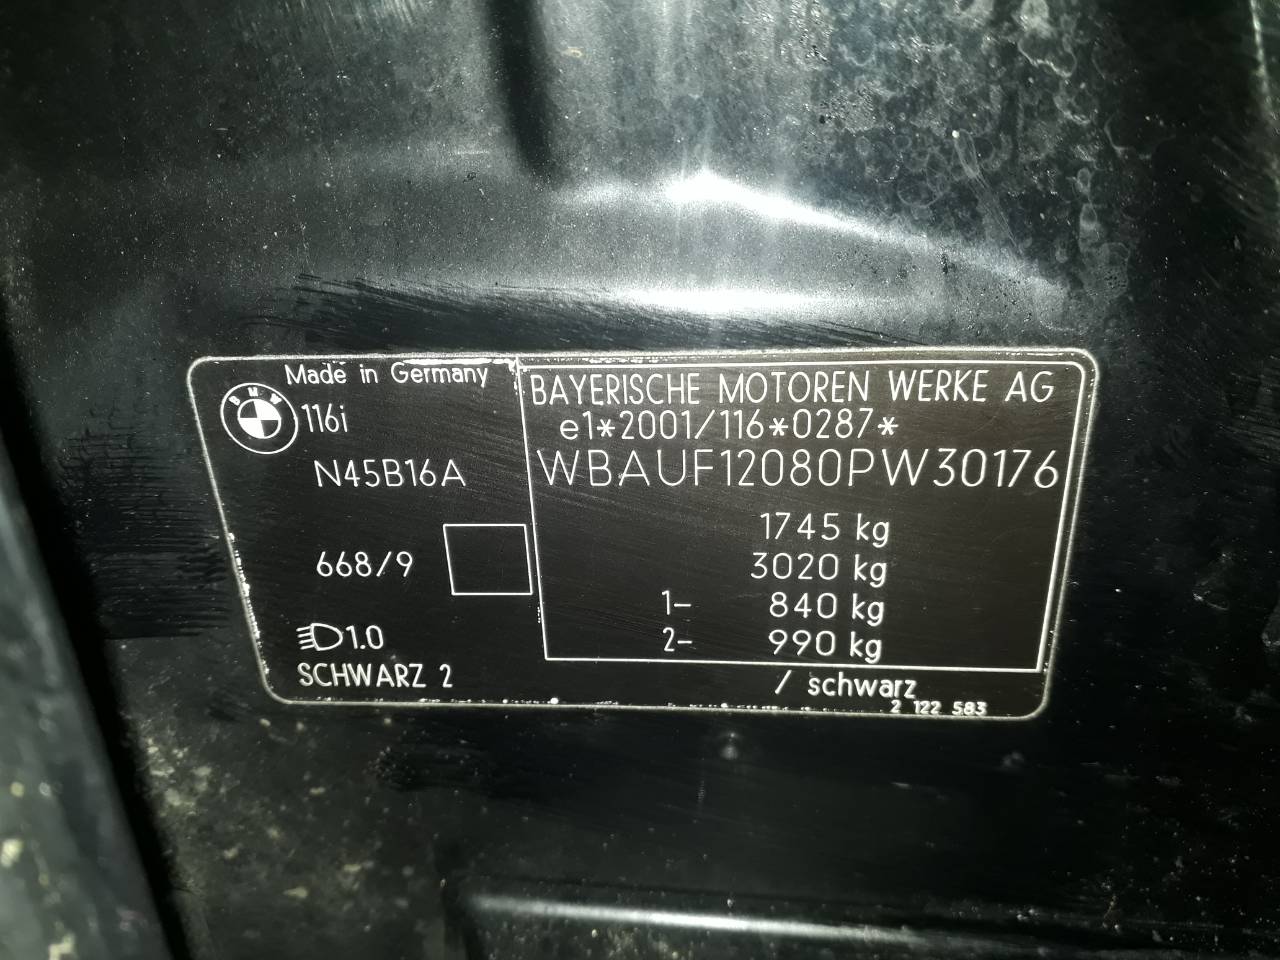 Made in Germany
BMW
116i
N45B16A
668/9
1.0
SCHWARZ 2
BAYERISCHE MOTOREN WERKE AG
e1*2001/116*0287*
WBAUF12080PW30176
1745 kg
3020 kg
1- 840 kg
2- 990 kg
/ schwarz
2 122 583